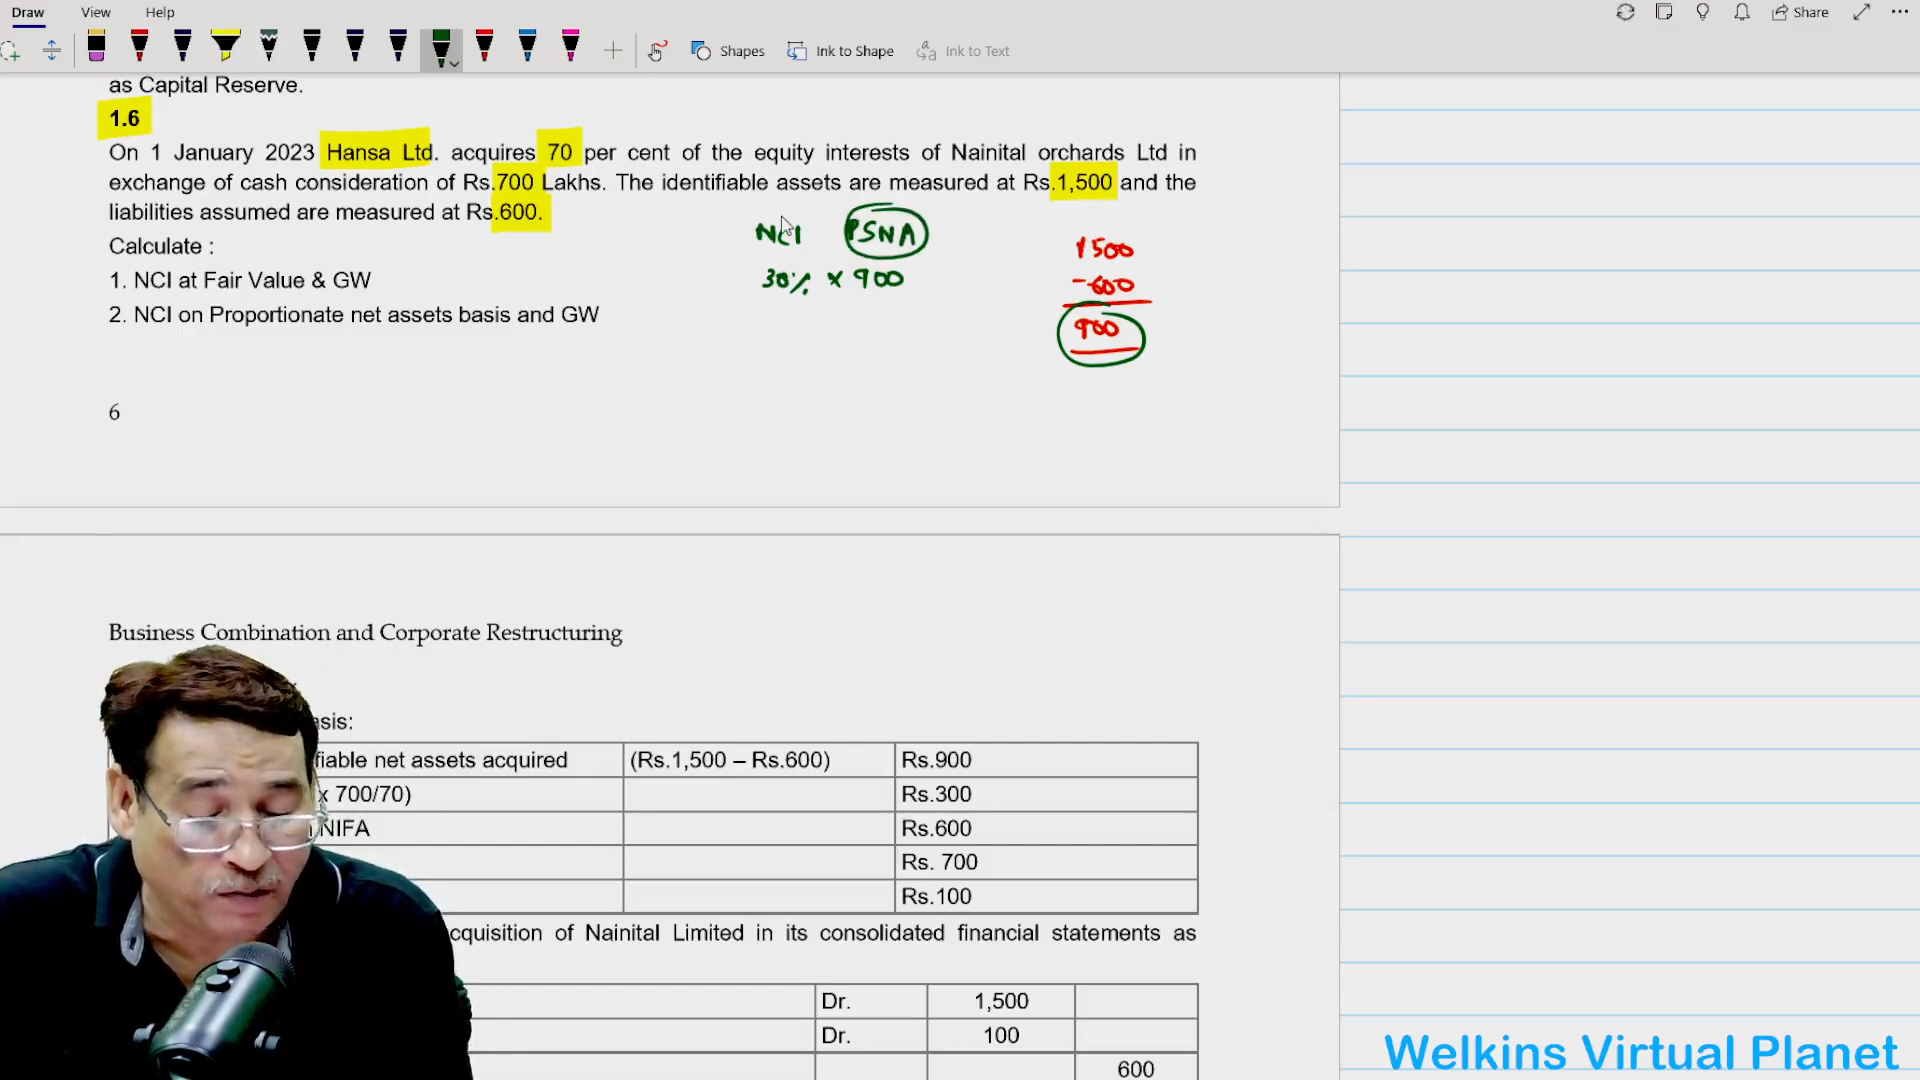 Draw View Help
Share
Shapes Ink to Shape Ink to Text
as Capital Reserve.
1.6
On 1 January 2023 Hansa Ltd. acquires 70 per cent of the equity interests of Nainital orchards Ltd in
exchange of cash consideration of Rs.700 Lakhs. The identifiable assets are measured at Rs.1,500 and the
liabilities assumed are measured at Rs.600.
Calculate :
1. NCI at Fair Value & GW
2. NCI on Proportionate net assets basis and GW
NCI PSNA
30% x 900
1500
-600
900
6
Business Combination and Corporate Restructuring
asis:
fiable net assets acquired (Rs.1,500 – Rs.600) Rs.900
x 700/70) Rs.300
NIFA Rs.600
Rs. 700
Rs.100
cquisition of Nainital Limited in its consolidated financial statements as
Dr. 1,500
Dr. 100
600
Welkins Virtual Planet